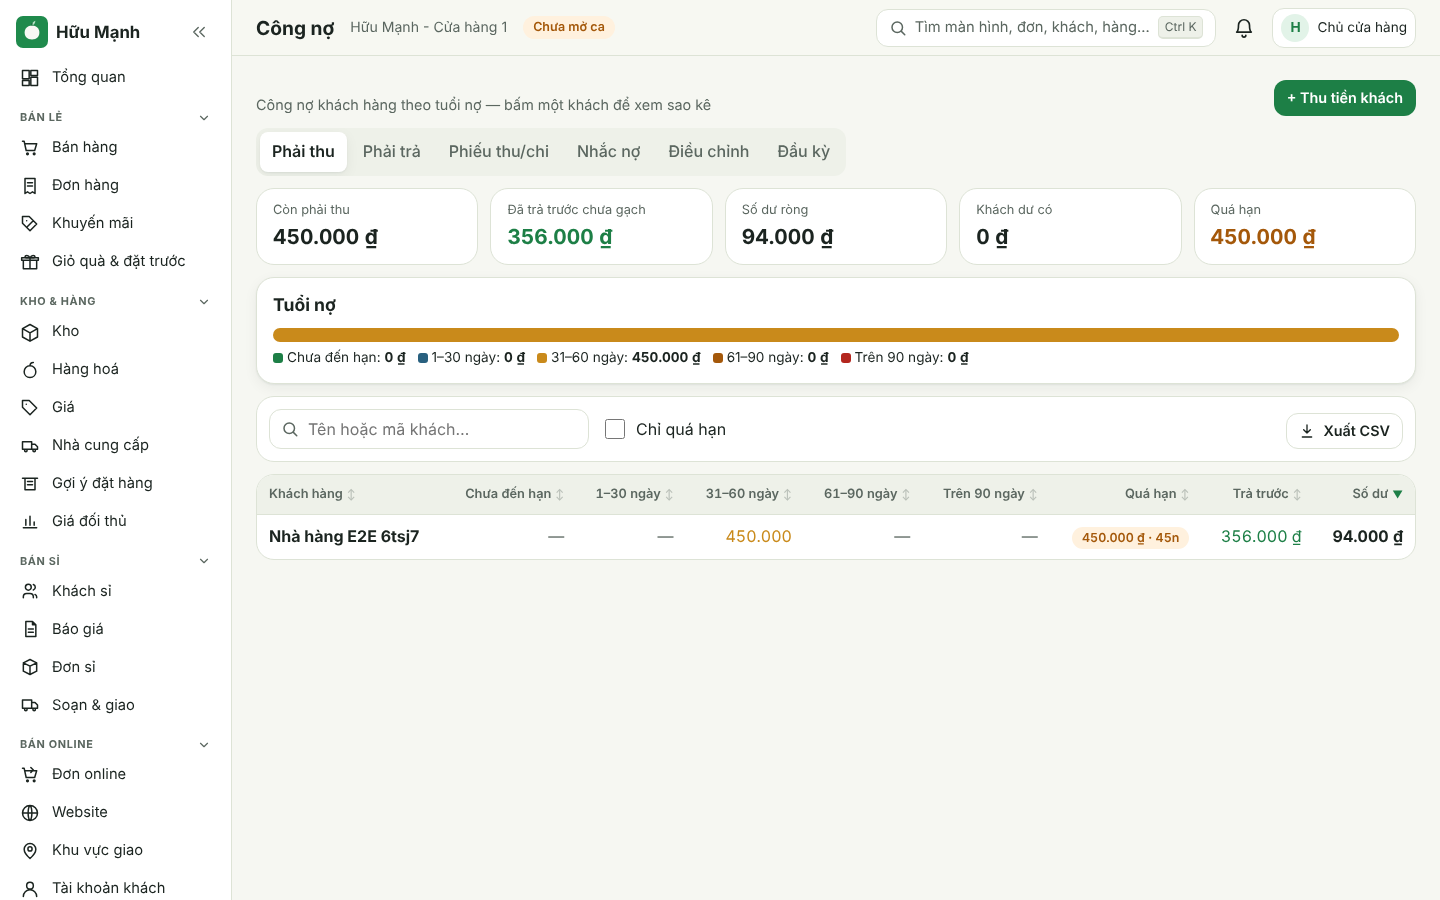 Hữu Mạnh
Tổng quan
BÁN LẺ
Bán hàng
Đơn hàng
Khuyến mãi
Giỏ quà & đặt trước
KHO & HÀNG
Kho
Hàng hoá
Giá
Nhà cung cấp
Gợi ý đặt hàng
Giá đối thủ
BÁN SỈ
Khách sỉ
Báo giá
Đơn sỉ
Soạn & giao
BÁN ONLINE
Đơn online
Website
Khu vực giao
Tài khoản khách
Công nợ Hữu Mạnh - Cửa hàng 1 Chưa mở ca Tìm màn hình, đơn, khách, hàng... Ctrl K H Chủ cửa hàng
Công nợ khách hàng theo tuổi nợ — bấm một khách để xem sao kê + Thu tiền khách
Phải thu Phải trả Phiếu thu/chi Nhắc nợ Điều chỉnh Đầu kỳ
Còn phải thu Đã trả trước chưa gạch Số dư ròng Khách dư có Quá hạn
450.000 ₫ 356.000 ₫ 94.000 ₫ 0 ₫ 450.000 ₫
Tuổi nợ
Chưa đến hạn: 0 ₫ 1–30 ngày: 0 ₫ 31–60 ngày: 450.000 ₫ 61–90 ngày: 0 ₫ Trên 90 ngày: 0 ₫
Tên hoặc mã khách... Chỉ quá hạn Xuất CSV
Khách hàng Chưa đến hạn 1–30 ngày 31–60 ngày 61–90 ngày Trên 90 ngày Quá hạn Trả trước Số dư
Nhà hàng E2E 6tsj7 — — 450.000 — — 450.000 ₫ · 45n 356.000 ₫ 94.000 ₫